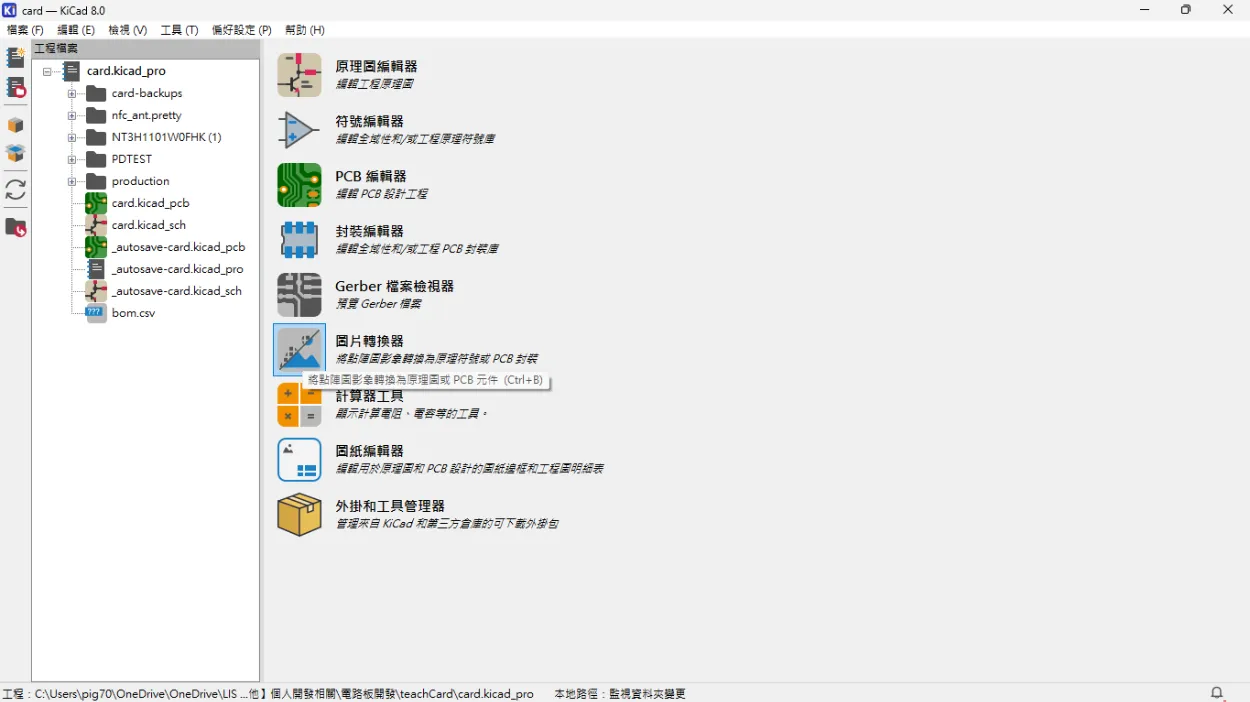 card — KiCad 8.0
檔案 (F) 編輯 (E) 檢視 (V) 工具 (T) 偏好設定 (P) 幫助 (H)
工程檔案
card.kicad_pro
card-backups
nfc_ant.pretty
NT3H1101W0FHK (1)
PDTEST
production
card.kicad_pcb
card.kicad_sch
_autosave-card.kicad_pcb
_autosave-card.kicad_pro
_autosave-card.kicad_sch
???
bom.csv
原理圖編輯器
編輯工程原理圖
符號編輯器
編輯全域性和/或工程原理符號庫
PCB 編輯器
編輯 PCB 設計工程
封裝編輯器
編輯全域性和/或工程 PCB 封裝庫
Gerber 檔案檢視器
預覽 Gerber 檔案
圖片轉換器
將點陣圖影象轉換為原理符號或 PCB 封裝
將點陣圖影象轉換為原理圖或 PCB 元件 (Ctrl+B)
計算器工具
顯示計算電阻、電容等的工具。
圖紙編輯器
編輯用於原理圖和 PCB 設計的圖紙邊框和工程圖明細表
外掛和工具管理器
管理來自 KiCad 和第三方倉庫的可下載外掛包
工程：C:\Users\pig70\OneDrive\OneDrive\LIS ...他】個人開發相關\電路板開發\teachCard\card.kicad_pro 本地路徑：監視資料夾變更